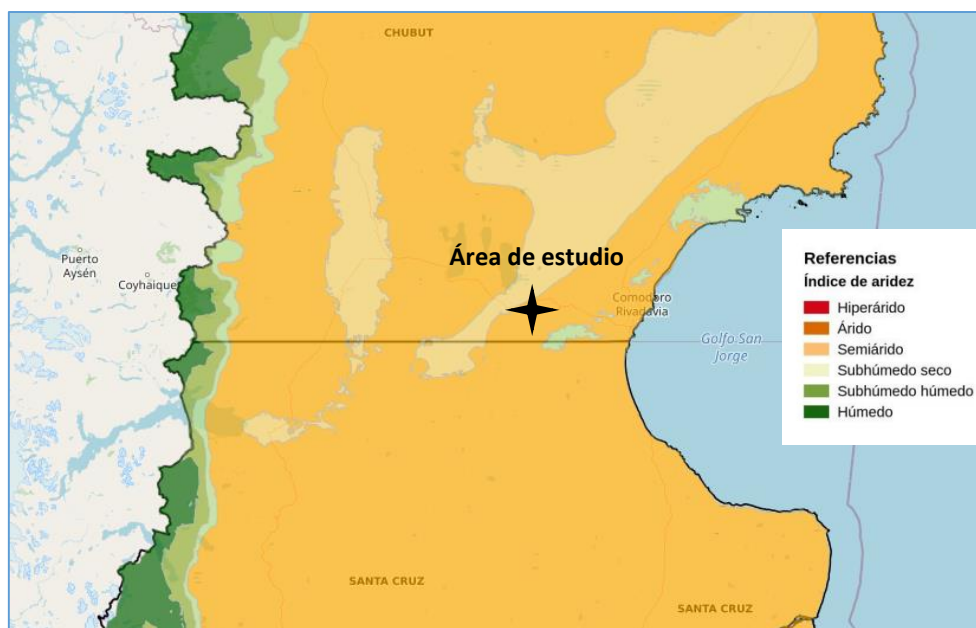 CHUBUT
Área de estudio
Puerto
Aysén
Coyhaique
Comodoro
Rivadavia
Golfo San
Jorge
Referencias
Índice de aridez
Hiperárido
Árido
Semiárido
Subhúmedo seco
Subhúmedo húmedo
Húmedo
SANTA CRUZ
SANTA CRUZ